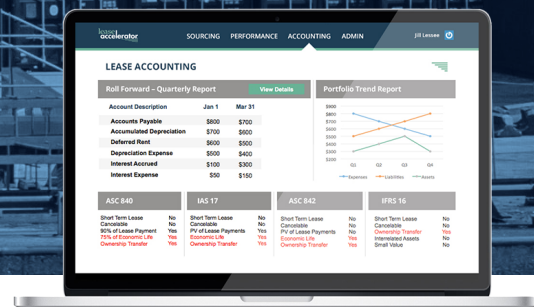 lease
accelerator
SOURCING PERFORMANCE ACCOUNTING ADMIN
Jill Lessee
LEASE ACCOUNTING
Roll Forward – Quarterly Report
View Details
Account Description Jan 1 Mar 31
Accounts Payable $800 $700
Accumulated Depreciation $700 $600
Deferred Rent $600 $500
Depreciation Expense $500 $400
Interest Accrued $100 $300
Interest Expense $50 $150
Portfolio Trend Report
$900
$800
$700
$600
$500
$400
$300
$200
$100
Q1 Q2 Q3 Q4
Expenses Liabilities Assets
ASC 840
Short Term Lease No
Cancelable No
90% of Lease Payment Yes
75% of Economic Life Yes
Ownership Transfer Yes
IAS 17
Short Term Lease No
Cancelable No
PV of Lease Payment Yes
Economic Life Yes
Ownership Transfer Yes
ASC 842
Short Term Lease No
Cancelable No
PV of Lease Payments No
Economic Life Yes
Ownership Transfer Yes
IFRS 16
Short Term Lease No
Cancelable No
Ownership Transfer Yes
Interrelated Assets No
Small Value No